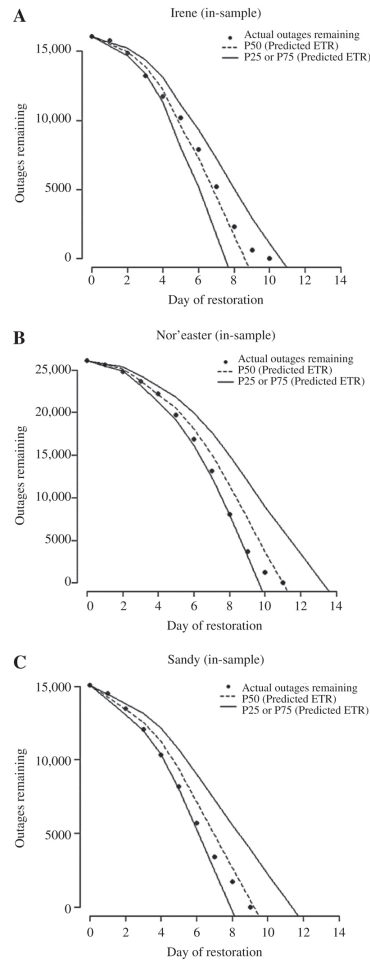 A
Irene (in-sample)
Actual outages remaining
P50 (Predicted ETR)
P25 or P75 (Predicted ETR)
Outages remaining
15,000
10,000
5000
0
0 2 4 6 8 10 12 14
Day of restoration
B
Nor'easter (in-sample)
Actual outages remaining
P50 (Predicted ETR)
P25 or P75 (Predicted ETR)
Outages remaining
25,000
20,000
15,000
10,000
5000
0
0 2 4 6 8 10 12 14
Day of restoration
C
Sandy (in-sample)
Actual outages remaining
P50 (Predicted ETR)
P25 or P75 (Predicted ETR)
Outages remaining
15,000
10,000
5000
0
0 2 4 6 8 10 12 14
Day of restoration